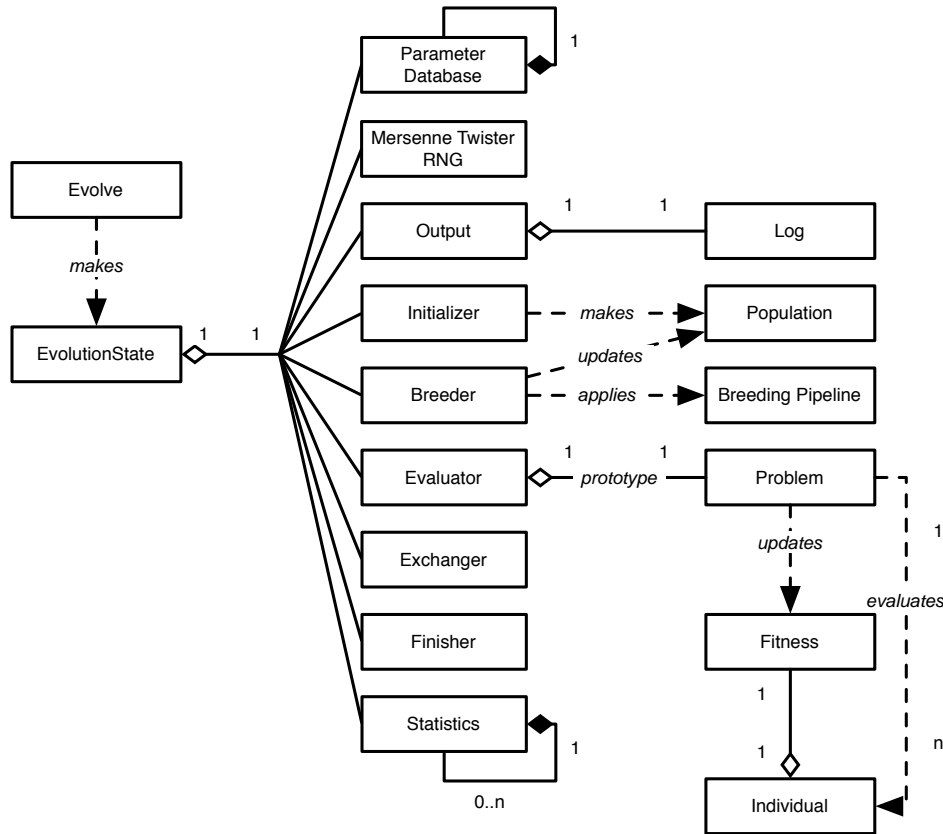 1
Parameter
Database
Mersenne Twister
RNG
Evolve
1
1
Output
Log
makes
Initializer
makes
Population
1
1
updates
EvolutionState
Breeder
applies
Breeding Pipeline
1
1
Evaluator
prototype
Problem
1
updates
Exchanger
evaluates
Finisher
Fitness
1
Statistics
1
1
n
0..n
Individual